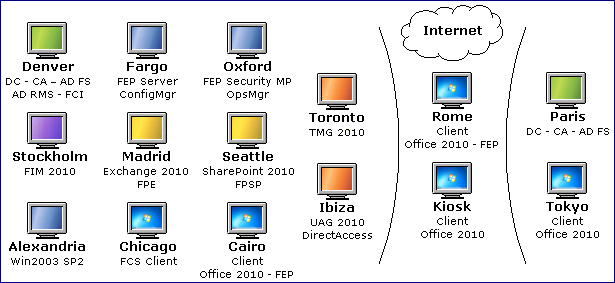 Internet
Denver
DC - CA – AD FS
AD RMS - FCI
Fargo
FEP Server
ConfigMgr
Oxford
FEP Security MP
OpsMgr
Toronto
TMG 2010
Rome
Client
Office 2010 - FEP
Paris
DC - CA - AD FS
Stockholm
FIM 2010
Madrid
Exchange 2010
FPE
Seattle
SharePoint 2010
FPSP
Ibiza
UAG 2010
DirectAccess
Kiosk
Client
Office 2010
Tokyo
Client
Office 2010
Alexandria
Win2003 SP2
Chicago
FCS Client
Cairo
Client
Office 2010 - FEP